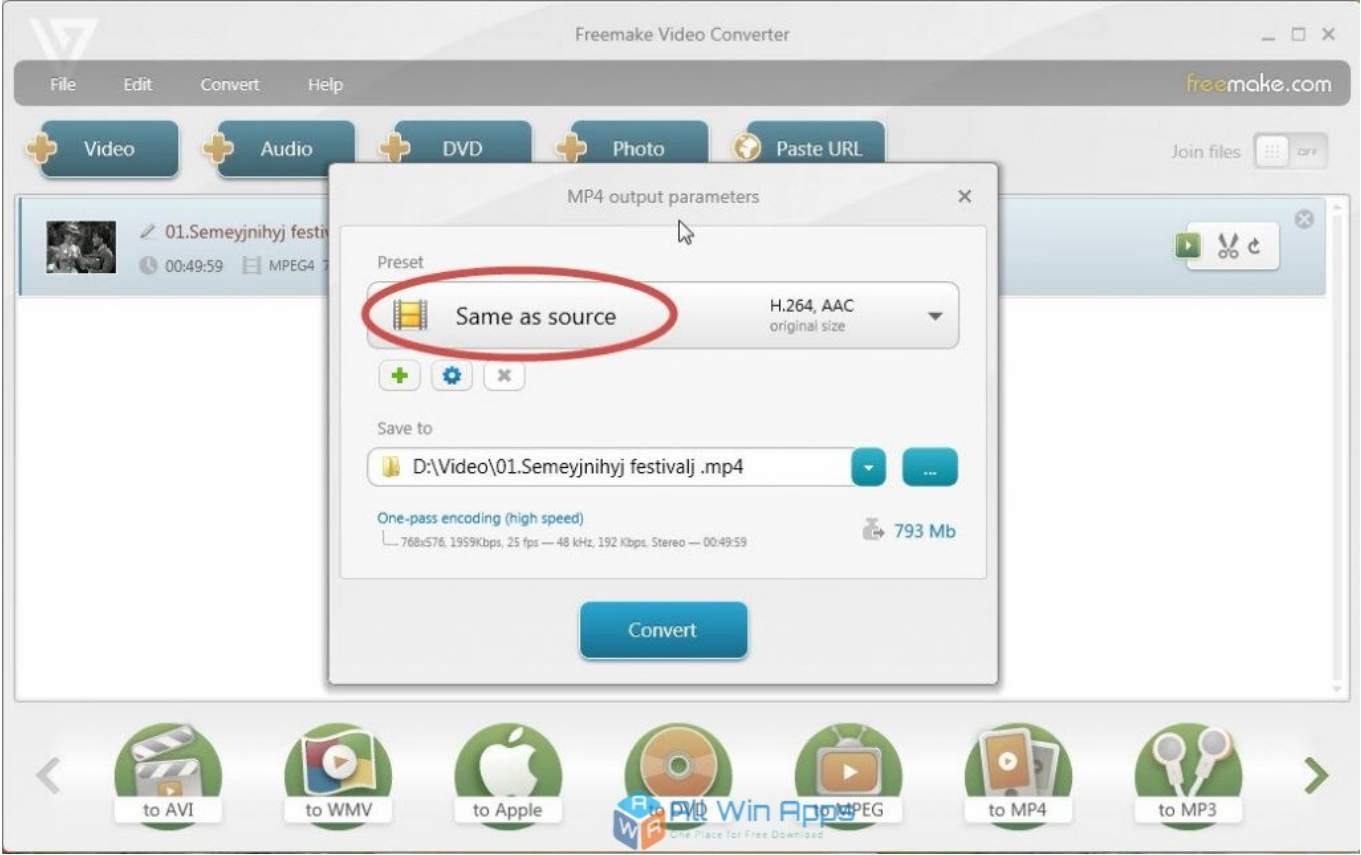 Freemake Video Converter
File Edit Convert Help freemake.com
Video Audio DVD Photo Paste URL Join files OFF
MP4 output parameters
01.Semeyjnihyj festiv
00:49:59 MPEG4 7
Preset
Same as source H.264, AAC
original size
Save to
D:\Video\01.Semeyjnihyj festivalj .mp4 ...
One-pass encoding (high speed)
768x576, 1959Kbps, 25 fps — 48 kHz, 192 Kbps, Stereo — 00:49:59
793 Mb
Convert
to AVI to WMV to Apple to DVD to MPEG to MP4 to MP3
AWA All Win Apps
One Place for Free Download